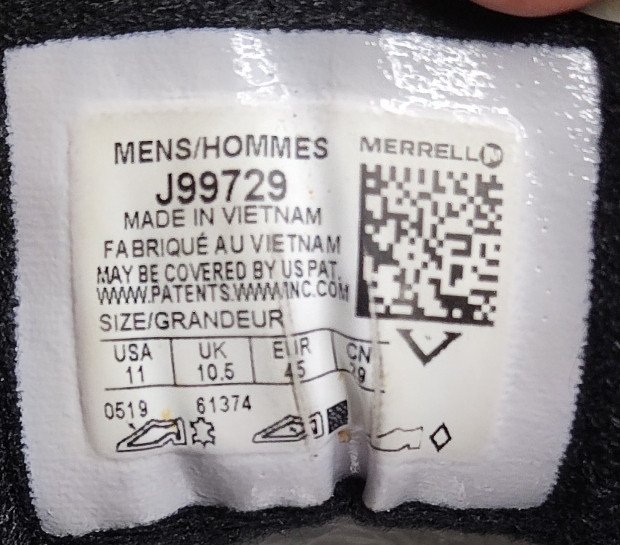 MENS/HOMMES
MERRELL
J99729
MADE IN VIETNAM
FABRIQUÉ AU VIETNAM
MAY BE COVERED BY US PAT.
WWW.PATENTS.WWWINC.COM
SIZE/GRANDEUR
USA UK EUR CN
11 10.5 45
0519 61374